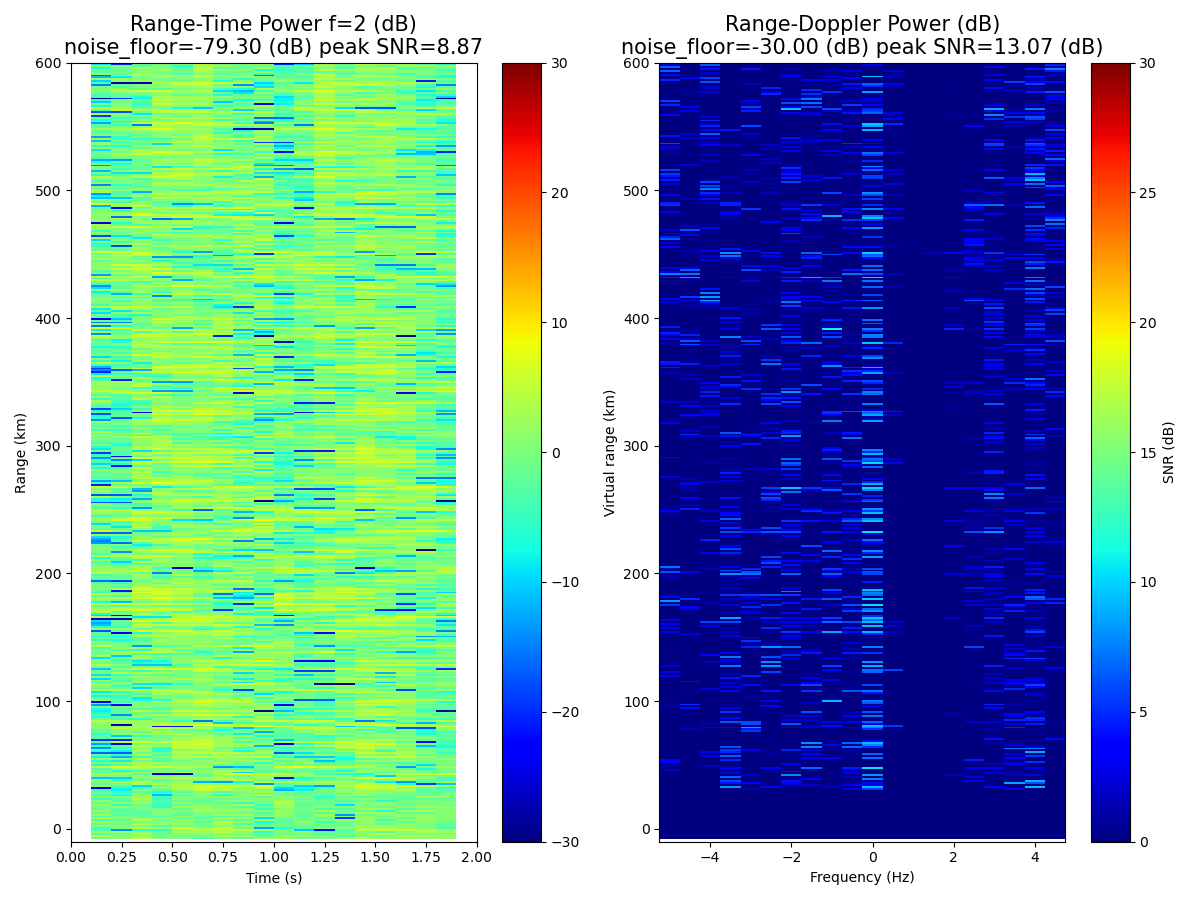 Range-Time Power f=2 (dB)
noise_floor=-79.30 (dB) peak SNR=8.87
Range (km)
600
500
400
300
200
100
0
0.00 0.25 0.50 0.75 1.00 1.25 1.50 1.75 2.00
Time (s)
30
20
10
0
−10
−20
−30
Range-Doppler Power (dB)
noise_floor=-30.00 (dB) peak SNR=13.07 (dB)
Virtual range (km)
600
500
400
300
200
100
0
−4 −2 0 2 4
Frequency (Hz)
30
25
20
15
10
5
0
SNR (dB)